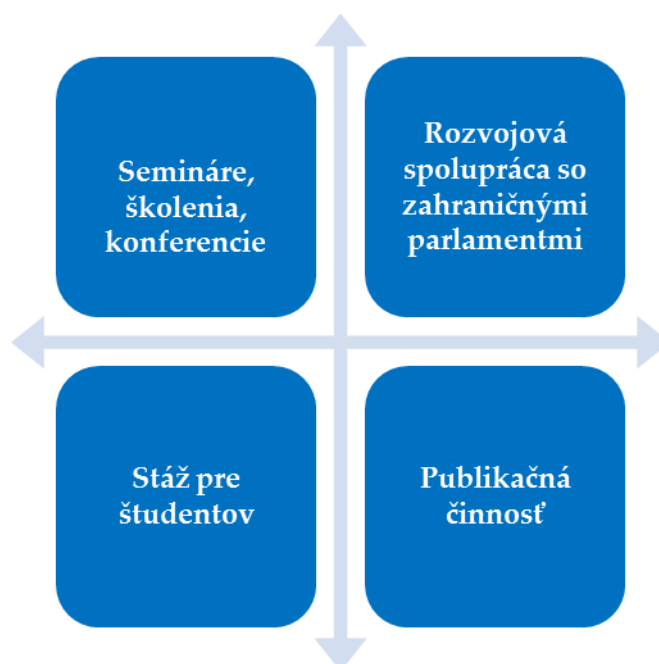 Semináre,
školenia,
konferencie
Rozvojová
spolupráca so
zahraničnými
parlamentmi
Stáž pre
študentov
Publikačná
činnosť